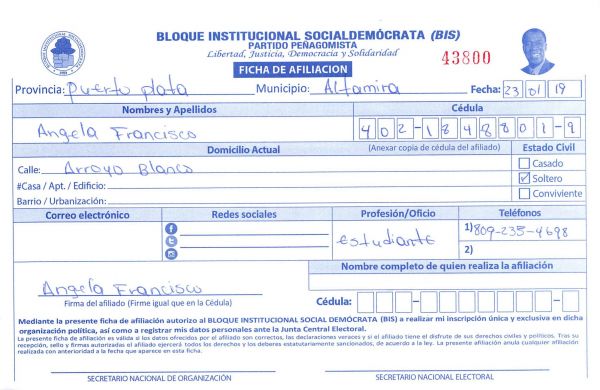 BLOQUE INSTITUCIONAL SOCIALDEMÓCRATA (BIS)
PARTIDO PEÑAGOMISTA
Libertad, Justicia, Democracia y Solidaridad
43800
FICHA DE AFILIACION
Provincia: Puerto plata Municipio: Altamira Fecha: 23 01 19
Nombres y Apellidos Cédula
Angela Francisco 402-1848801-9
Domicilio Actual (Anexar copia de cédula del afiliado) Estado Civil
Calle: Arroyo Blanco Casado
#Casa / Apt. / Edificio: Soltero
Barrio / Urbanización: Conviviente
Correo electrónico Redes sociales Profesión/Oficio Teléfonos
estudiante 1) 809-235-4698
2)
Nombre completo de quien realiza la afiliación
Angela Francisco
Firma del afiliado (Firme igual que en la Cédula) Cédula:
Mediante la presente ficha de afiliación autorizo al BLOQUE INSTITUCIONAL SOCIAL DEMÓCRATA (BIS) a realizar mi inscripción única y exclusiva en dicha
organización política, así como a registrar mis datos personales ante la Junta Central Electoral.
La presente ficha de afiliación es válida si los datos ofrecidos por el afiliado son correctos, las declaraciones veraces y si el afiliado tiene el disfrute de sus derechos civiles y politicos. Tras su
recepción, sello y firmas autorizadas el afiliado ejercerá todos los derechos y los deberes estatutariamente sancionados, de acuerdo a la ley. La presente afiliación anula cualquier afiliación
realizada con anterioridad a la fecha que aparece en esta ficha.
SECRETARIO NACIONAL DE ORGANIZACIÓN SECRETARIO NACIONAL ELECTORAL